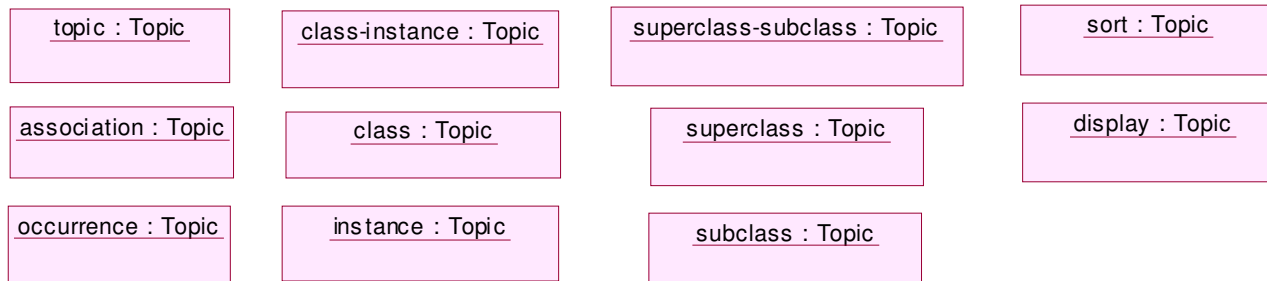 topic : Topic
class-instance : Topic
superclass-subclass : Topic
sort : Topic
association : Topic
class : Topic
superclass : Topic
display : Topic
occurrence : Topic
instance : Topic
subclass : Topic